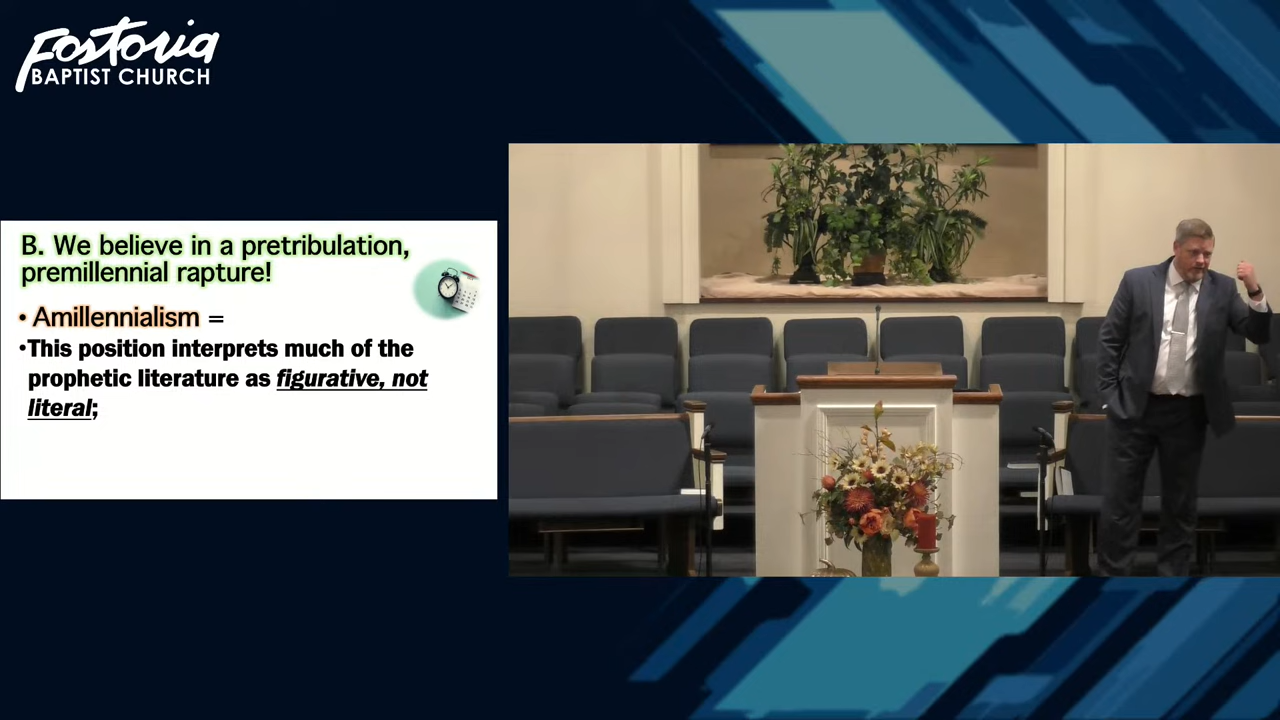 Fostoria
BAPTIST CHURCH
B. We believe in a pretribulation,
premillennial rapture!
• Amillennialism =
•This position interprets much of the
prophetic literature as figurative, not
literal;